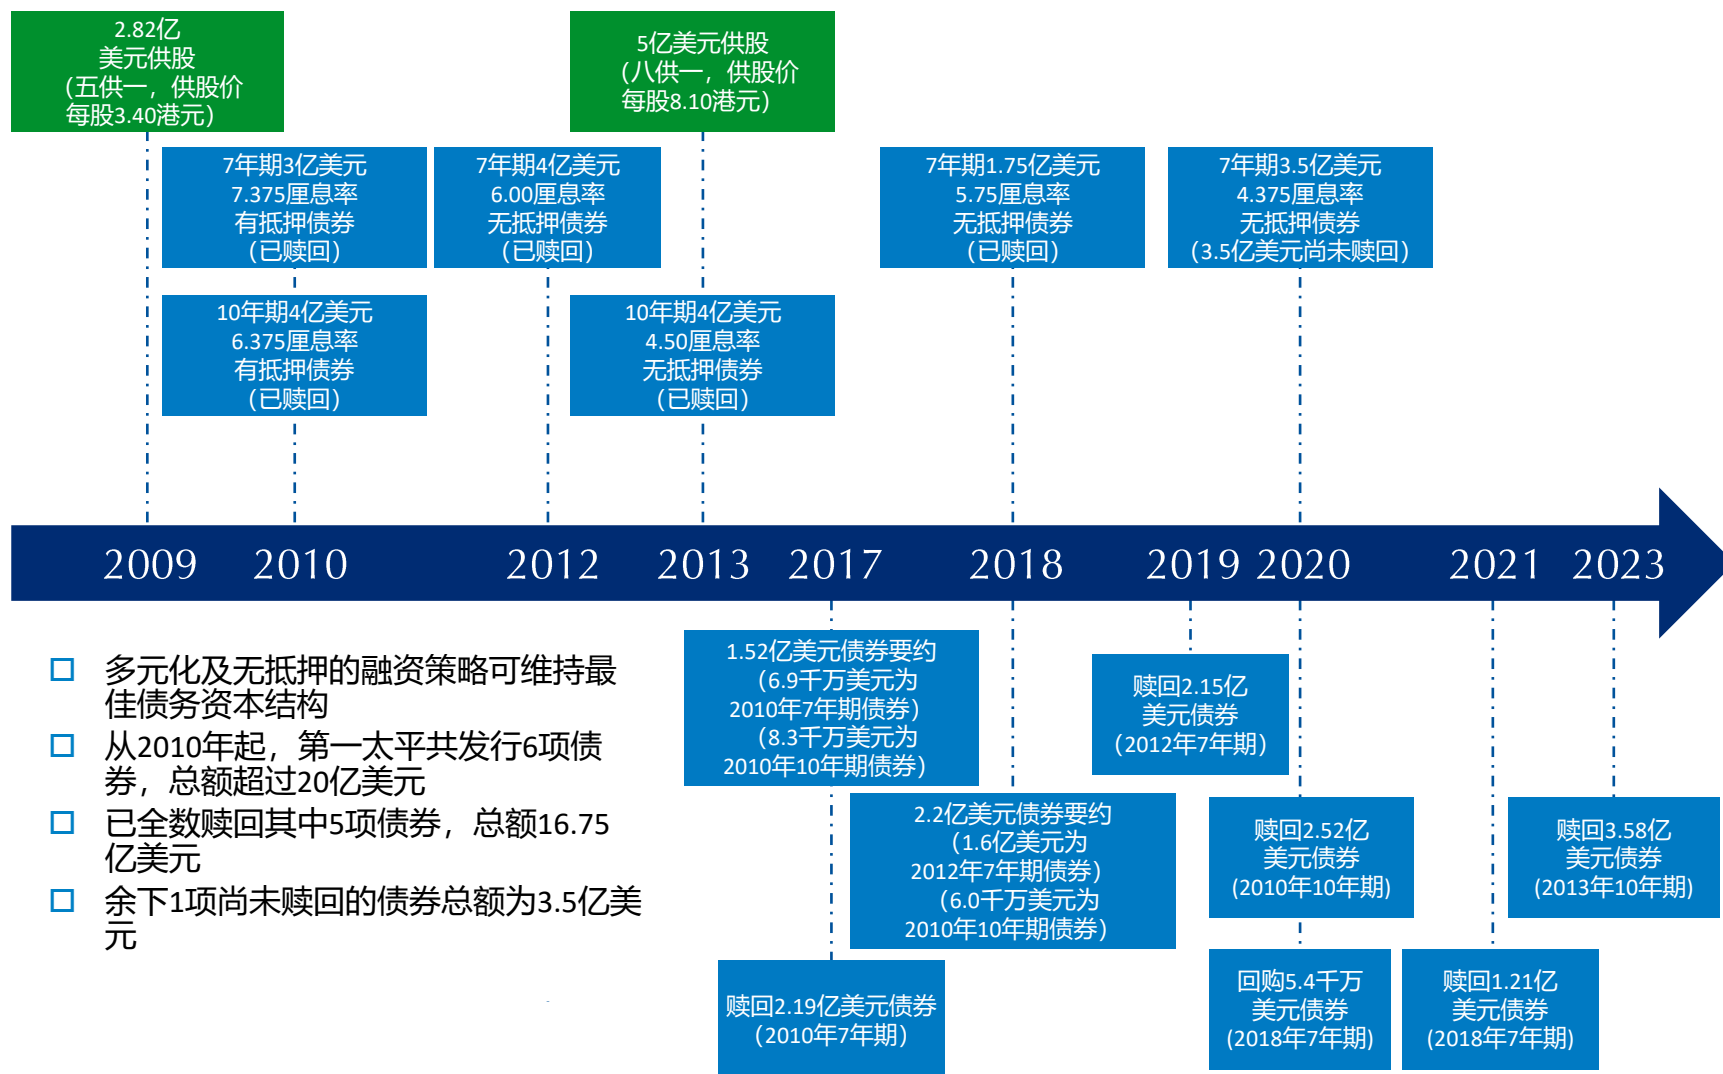 2.82亿
美元供股
（五供一，供股价
每股3.40港元）
5亿美元供股
（八供一，供股价
每股8.10港元）
7年期3亿美元
7.375厘息率
有抵押债券
（已赎回）
7年期4亿美元
6.00厘息率
无抵押债券
（已赎回）
7年期1.75亿美元
5.75厘息率
无抵押债券
（已赎回）
7年期3.5亿美元
4.375厘息率
无抵押债券
（3.5亿美元尚未赎回）
10年期4亿美元
6.375厘息率
有抵押债券
（已赎回）
10年期4亿美元
4.50厘息率
无抵押债券
（已赎回）
2009 2010 2012 2013 2017 2018 2019 2020 2021 2023
多元化及无抵押的融资策略可维持最
佳债务资本结构
从2010年起，第一太平共发行6项债
券，总额超过20亿美元
已全数赎回其中5项债券，总额16.75
亿美元
余下1项尚未赎回的债券总额为3.5亿美
元
1.52亿美元债券要约
（6.9千万美元为
2010年7年期债券）
（8.3千万美元为
2010年10年期债券）
赎回2.19亿美元债券
（2010年7年期）
2.2亿美元债券要约
（1.6亿美元为
2012年7年期债券）
（6.0千万美元为
2010年10年期债券）
赎回2.15亿
美元债券
（2012年7年期）
赎回2.52亿
美元债券
(2010年10年期)
回购5.4千万
美元债券
(2018年7年期)
赎回1.21亿
美元债券
(2018年7年期)
赎回3.58亿
美元债券
(2013年10年期)